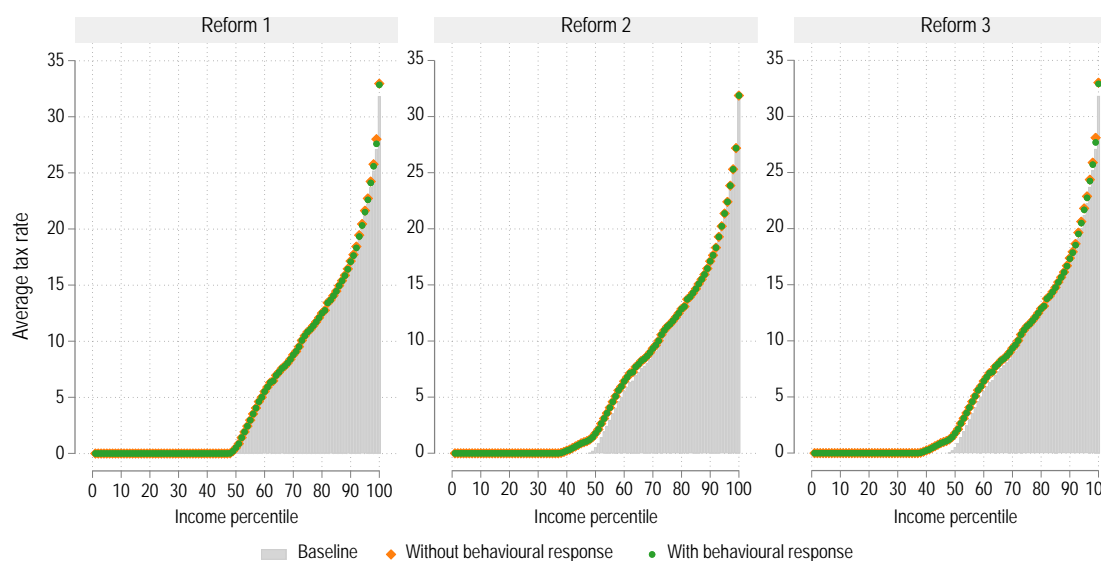 Reform 1 Reform 2 Reform 3
35 35 35
30 30 30
25 25 25
20 20 20
15 15 15
10 10 10
5 5 5
0 0 0
Average tax rate
0 10 20 30 40 50 60 70 80 90 100 0 10 20 30 40 50 60 70 80 90 100 0 10 20 30 40 50 60 70 80 90
Income percentile Income percentile Income percentile
Baseline Without behavioural response With behavioural response